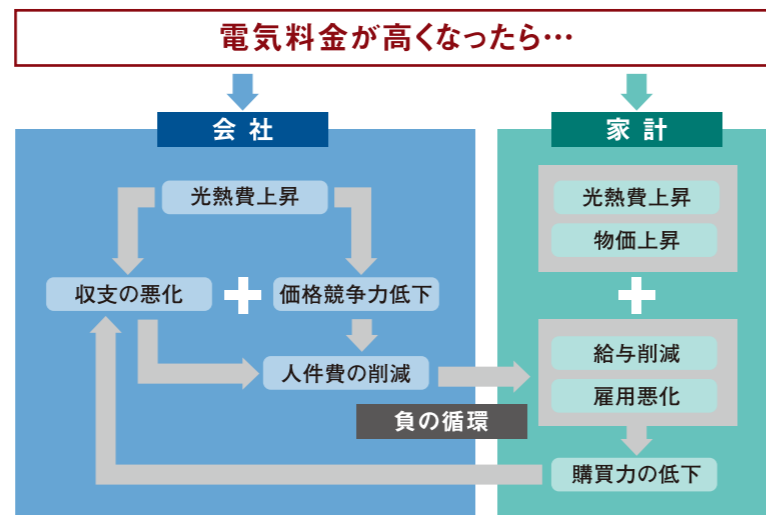 電気料金が高くなったら…
会社
光熱費上昇
収支の悪化
＋
価格競争力低下
人件費の削減
負の循環
家計
光熱費上昇
物価上昇
＋
給与削減
雇用悪化
購買力の低下